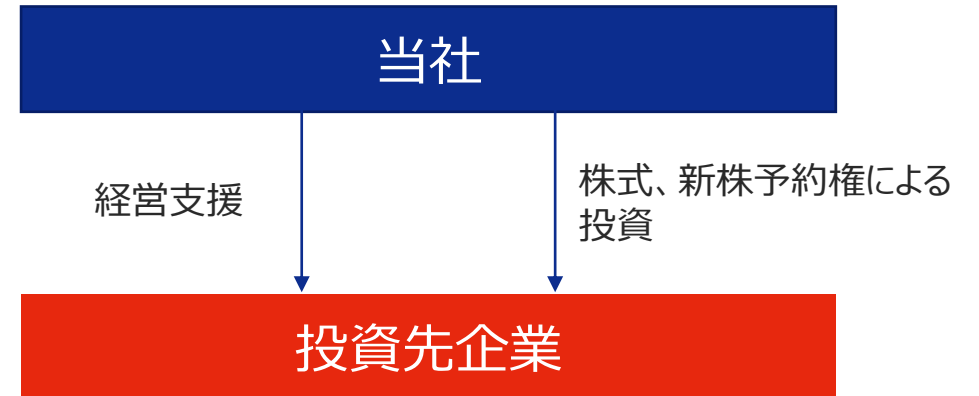 当社
経営支援
株式、新株予約権による
投資
投資先企業